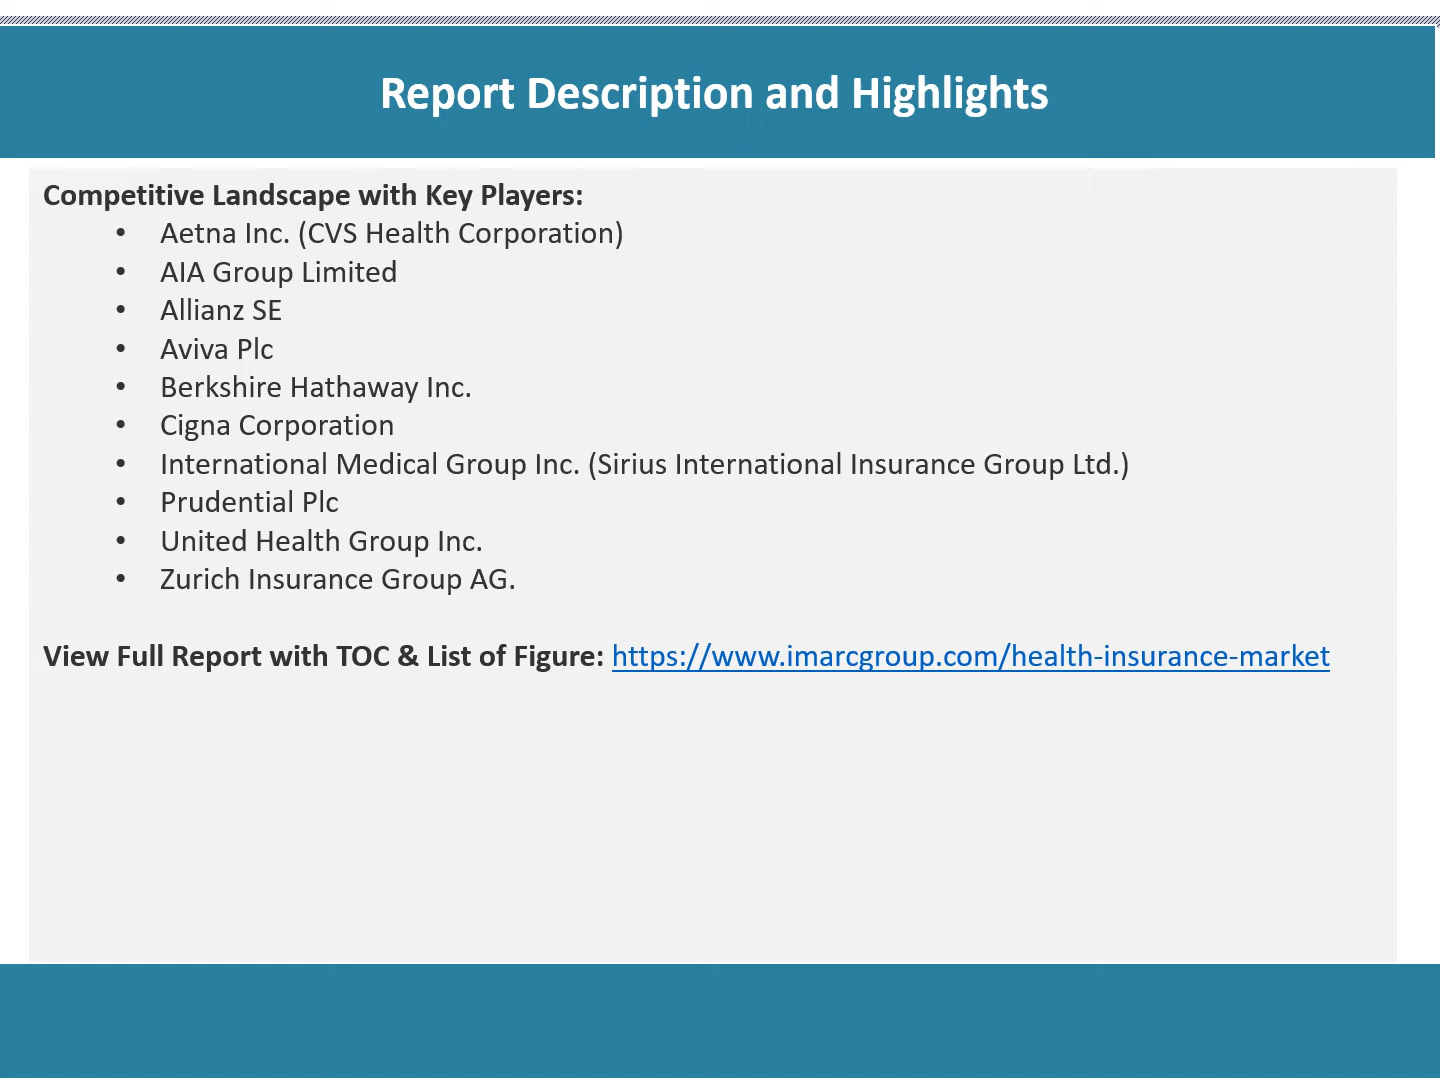 Report Description and Highlights
Competitive Landscape with Key Players:
• Aetna Inc. (CVS Health Corporation)
• AIA Group Limited
• Allianz SE
• Aviva Plc
• Berkshire Hathaway Inc.
• Cigna Corporation
• International Medical Group Inc. (Sirius International Insurance Group Ltd.)
• Prudential Plc
• United Health Group Inc.
• Zurich Insurance Group AG.
View Full Report with TOC & List of Figure: https://www.imarcgroup.com/health-insurance-market